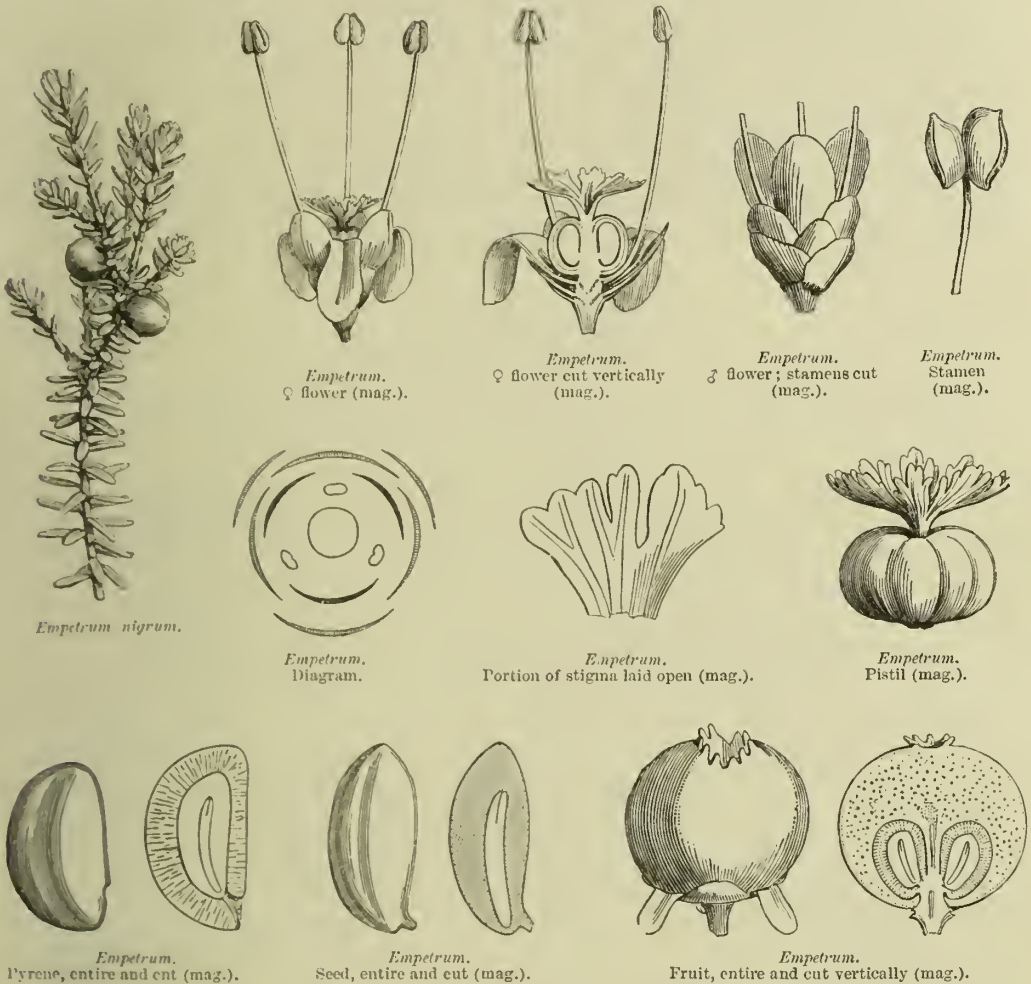 Empetrum.
♀ flower (mag.).
Empetrum.
♀ flower cut vertically
(mag.).
Empetrum.
♂ flower; stamens cut
(mag.).
Empetrum.
Stamen
(mag.).
Empetrum nigrum.
Empetrum.
Diagram.
E.npetrum.
Portion of stigma laid open (mag.).
Empetrum.
Pistil (mag.).
Empetrum.
Pyrene, entire and cnt (mag.).
Empetrum.
Seed, entire and cut (mag.).
Empetrum.
Fruit, entire and cut vertically (mag.).